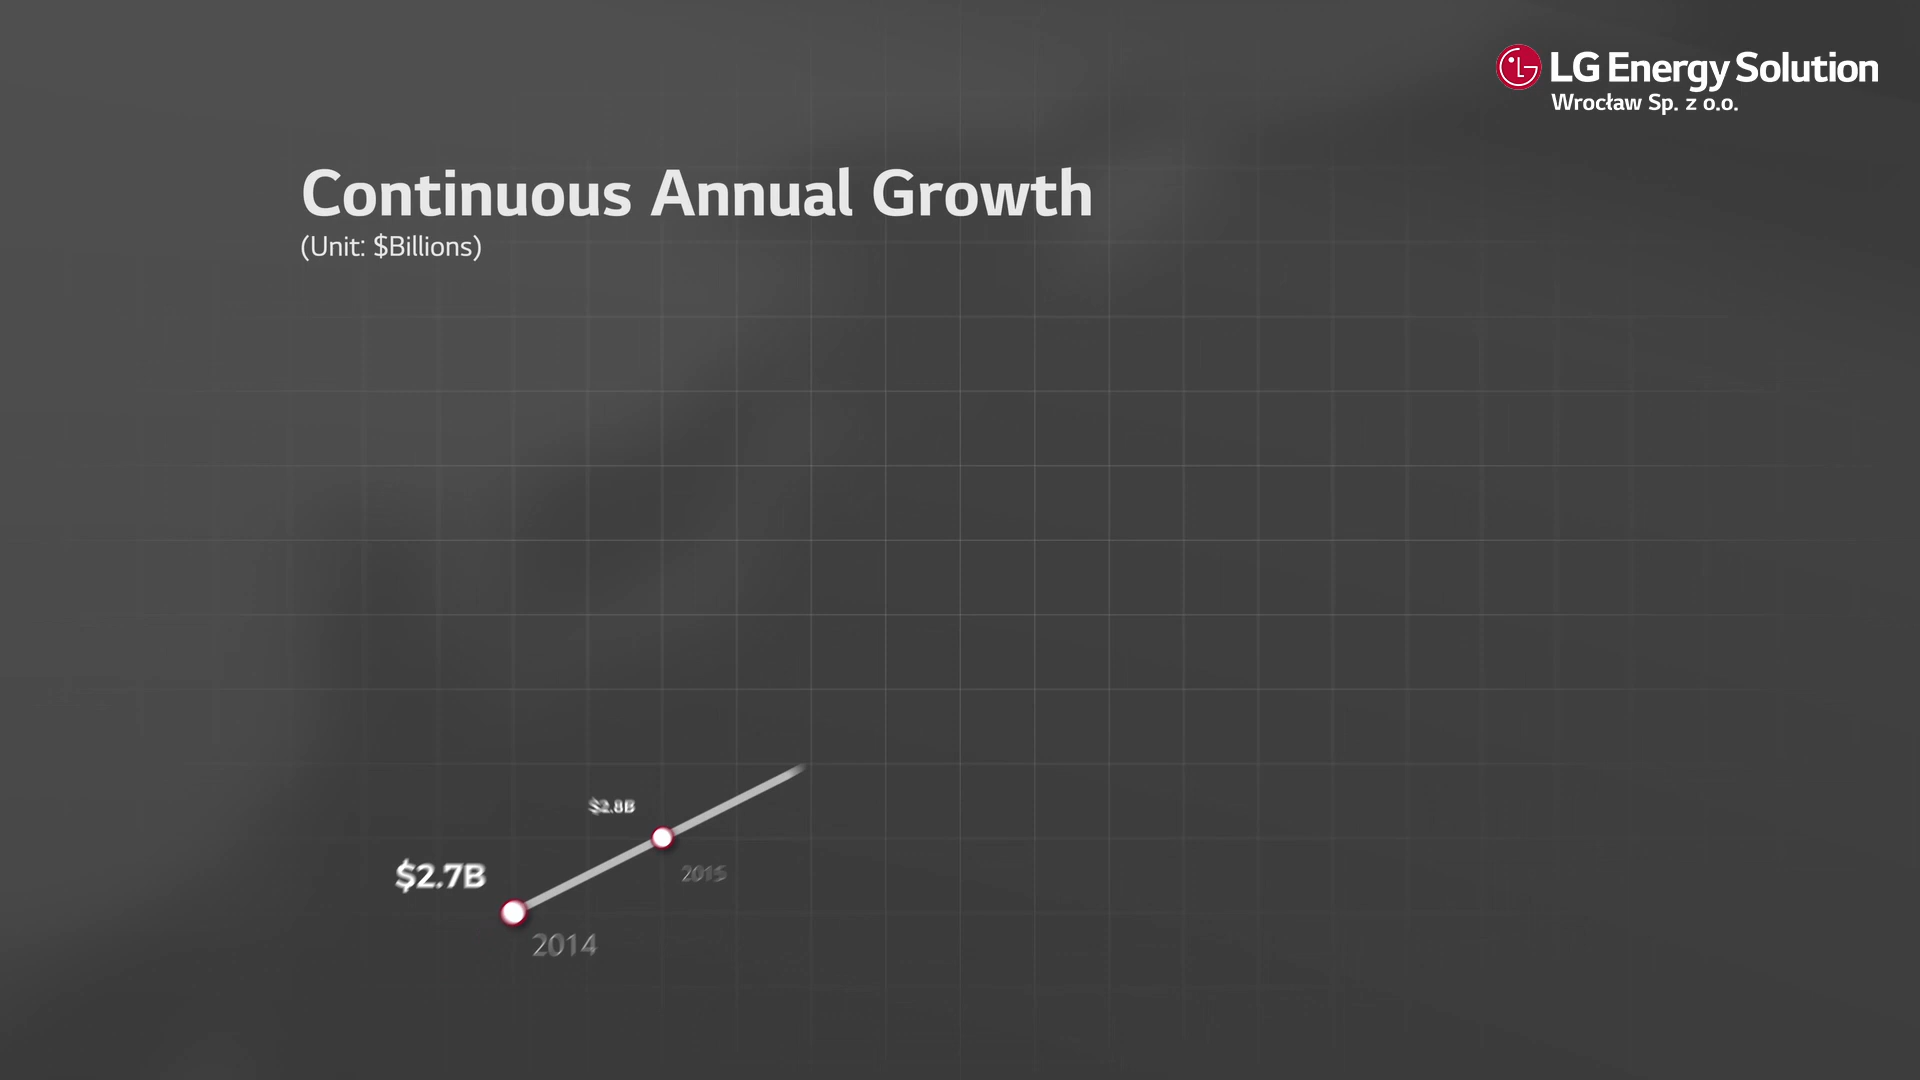 LG Energy Solution
Wrocław Sp. z o.o.
Continuous Annual Growth
(Unit: $Billions)
$2.8B
2015
$2.7B
2014